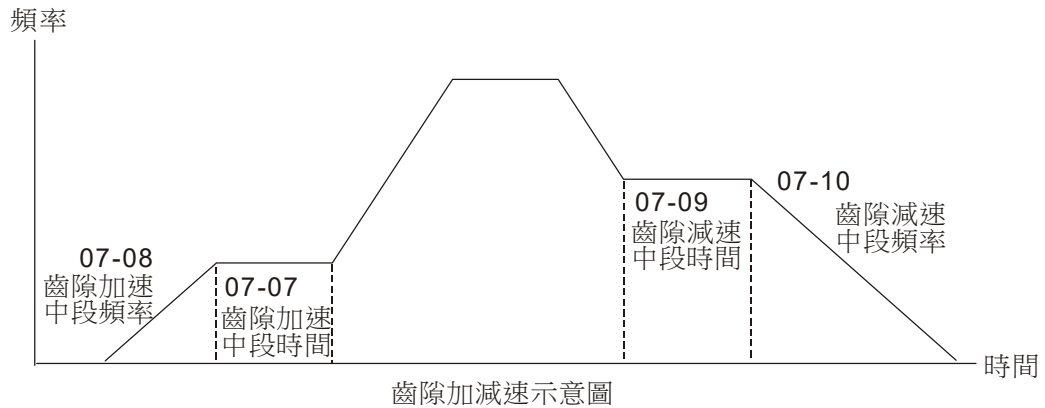 頻率
07-08
齒隙加速
中段頻率
07-07
齒隙加速
中段時間
07-09
齒隙減速
中段時間
07-10
齒隙減速
中段頻率
時間
齒隙加減速示意圖